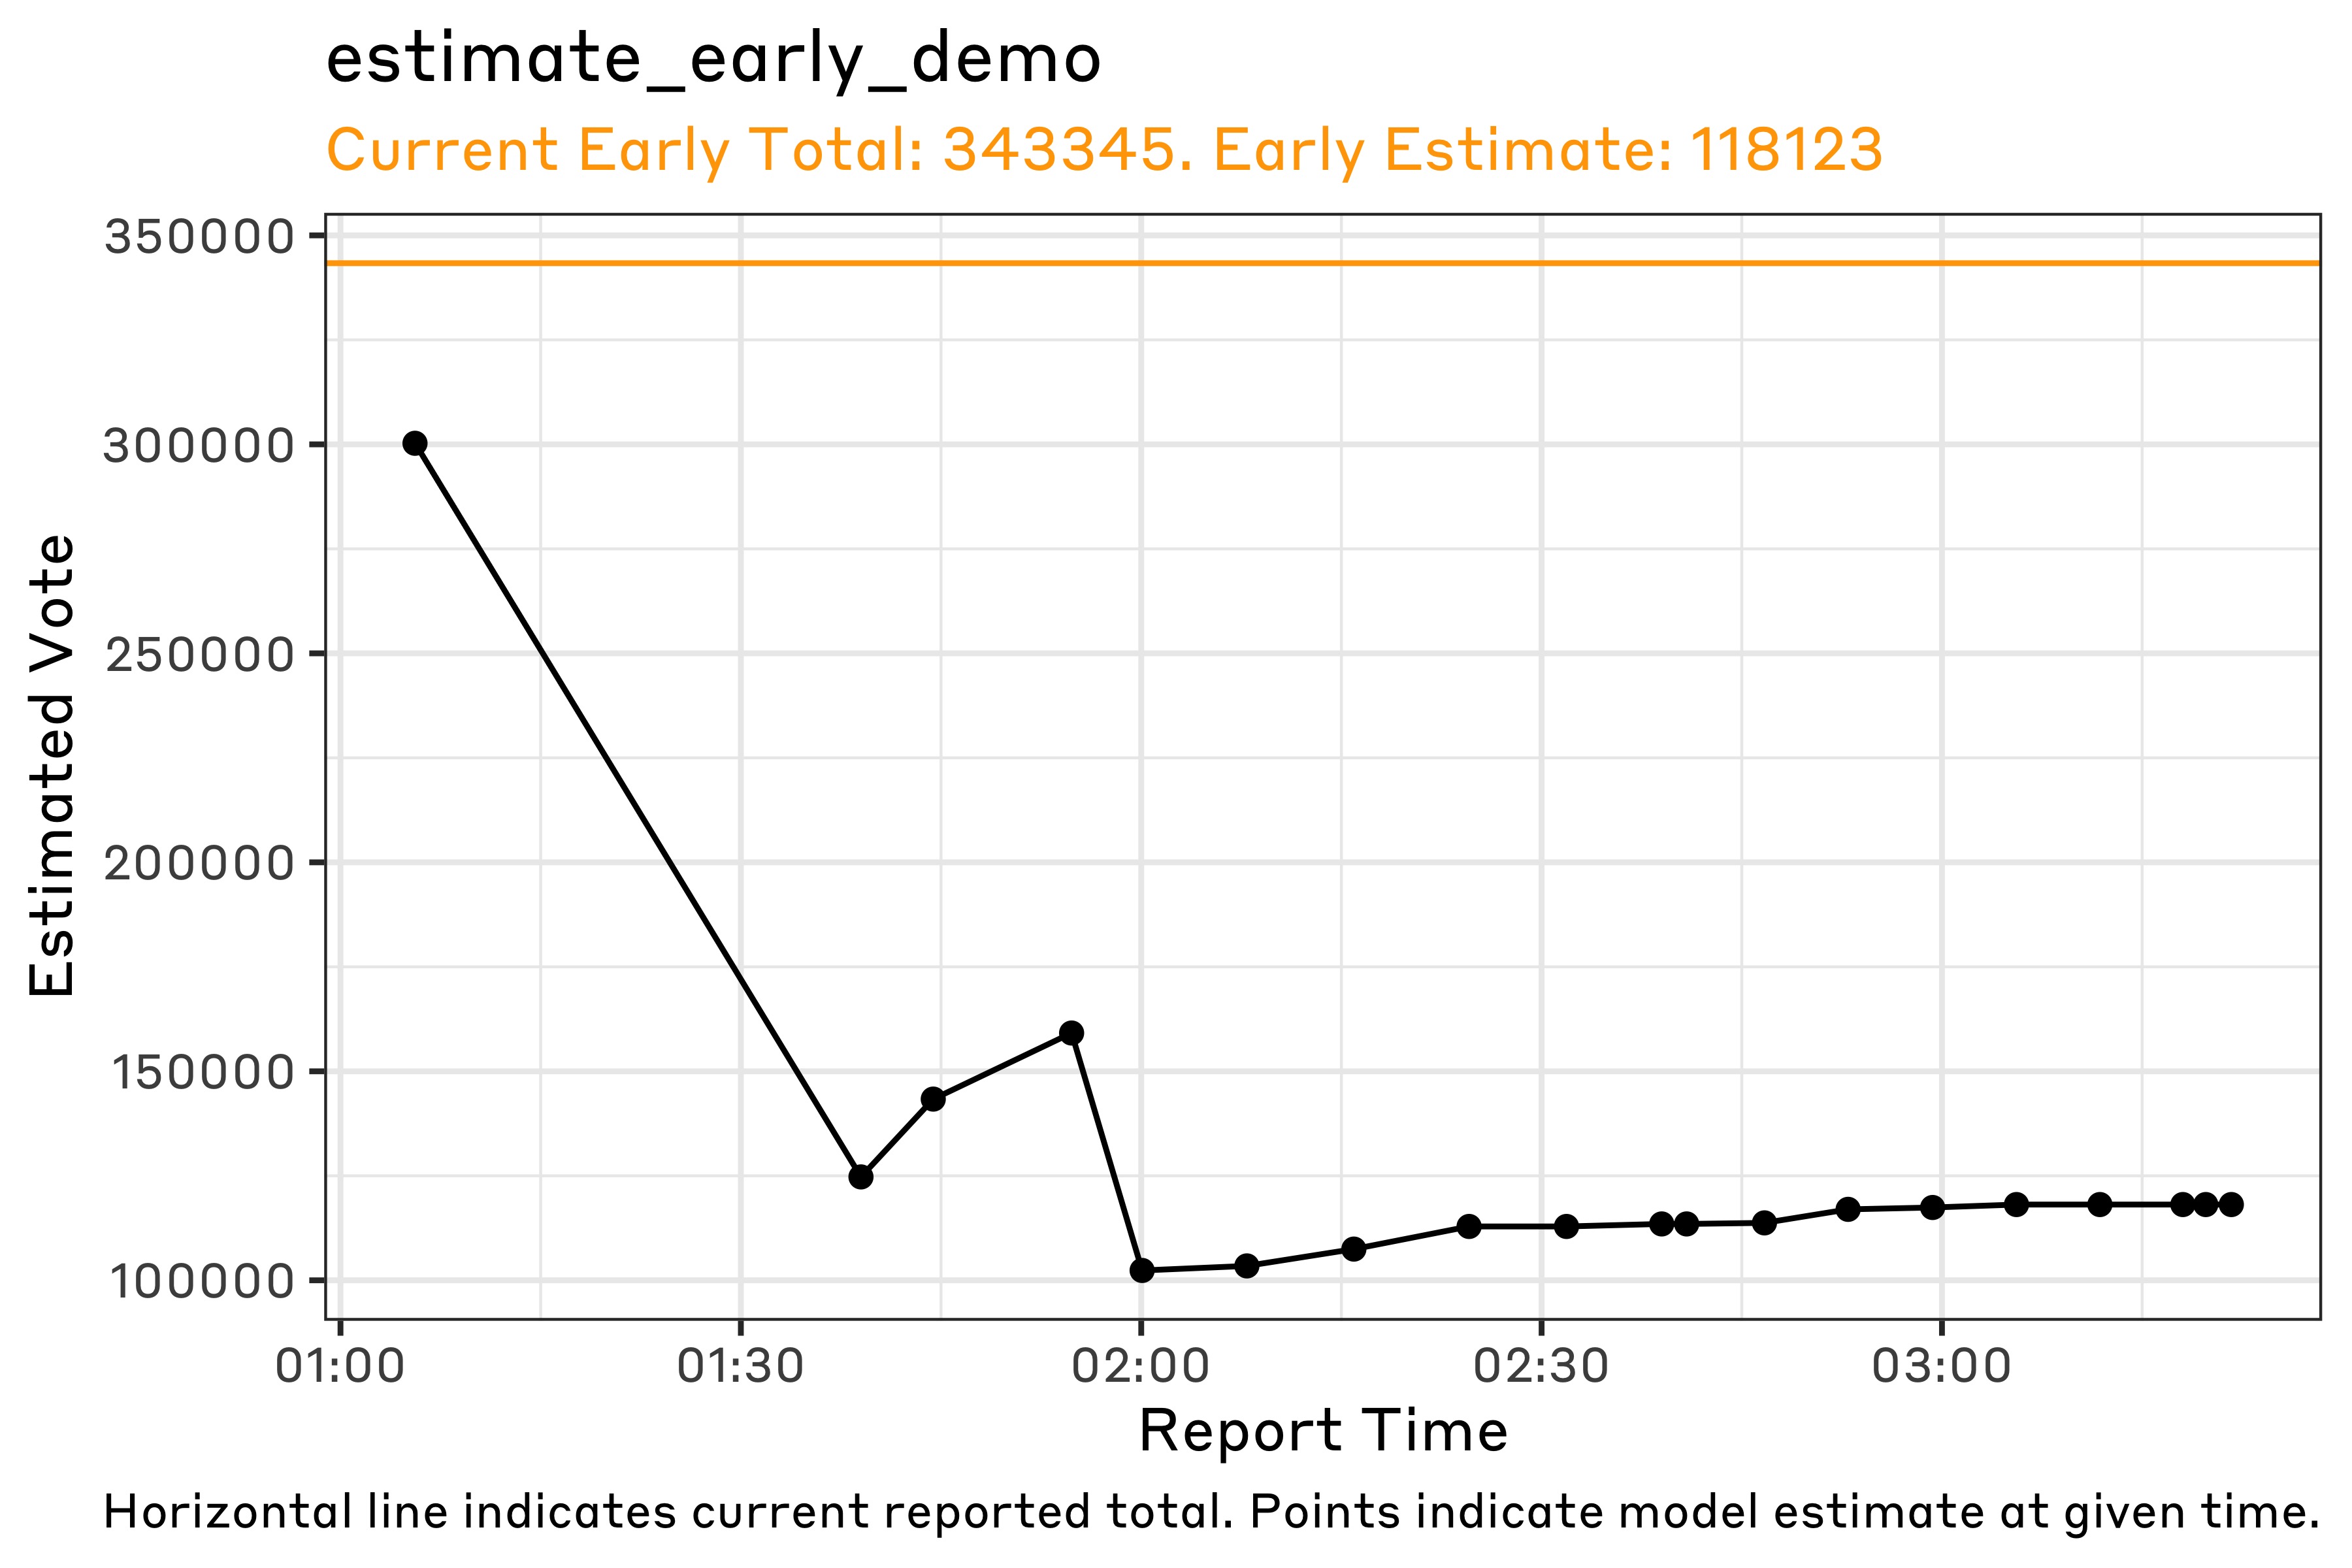 estimate_early_demo
Current Early Total: 343345. Early Estimate: 118123
350000
300000
250000
200000
150000
100000
Estimated Vote
01:00 01:30 02:00 02:30 03:00
Report Time
Horizontal line indicates current reported total. Points indicate model estimate at given time.